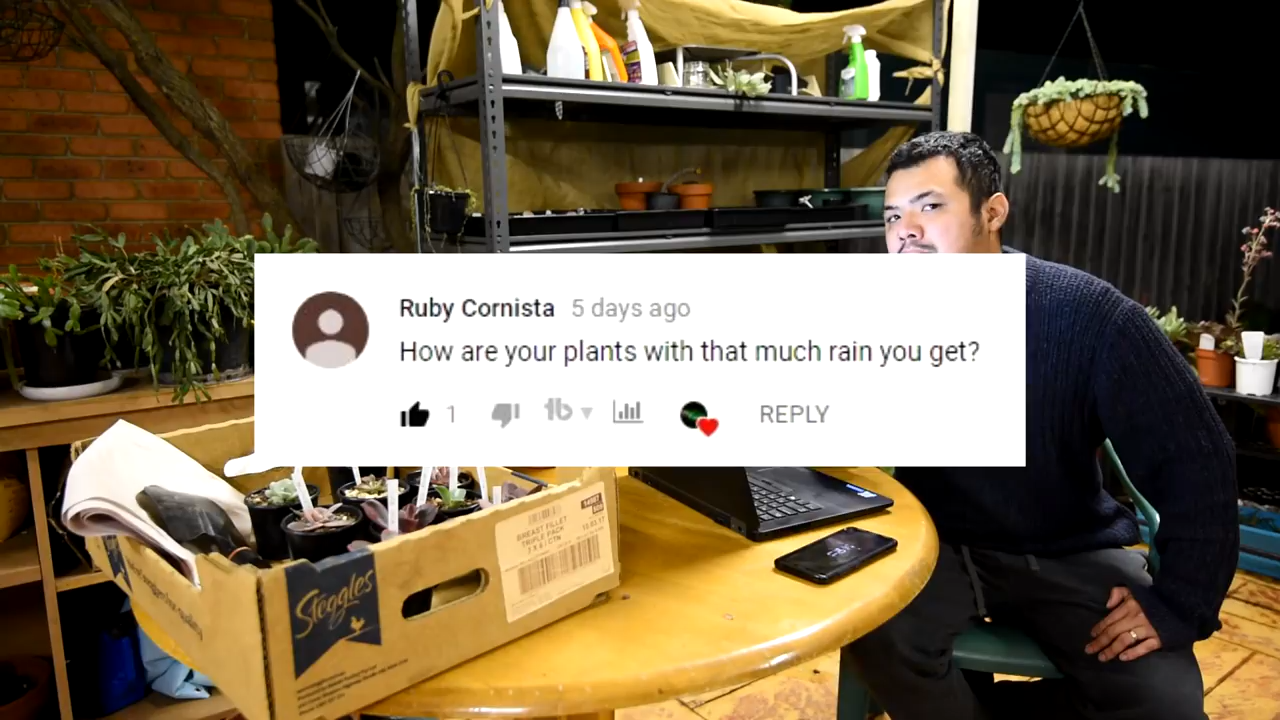 Ruby Cornista 5 days ago
How are your plants with that much rain you get?
1
REPLY
BREAST FILLET
TRIPLE PACK
Steggles